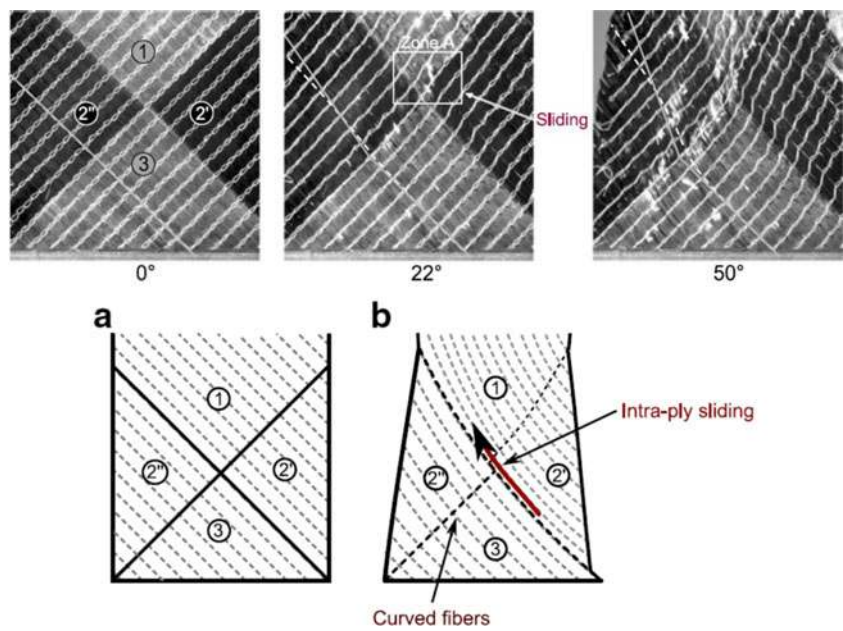 1
Zone A
2"
2'
Sliding
3
0°
22°
50°
a
b
1
1
Intra-ply sliding
2"
2'
2"
2'
3
3
Curved fibers